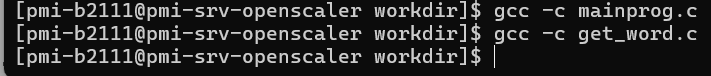 [pmi-b2111@pmi-srv-openscaler workdir]$ gcc -c mainprog.c
[pmi-b2111@pmi-srv-openscaler workdir]$ gcc -c get_word.c
[pmi-b2111@pmi-srv-openscaler workdir]$